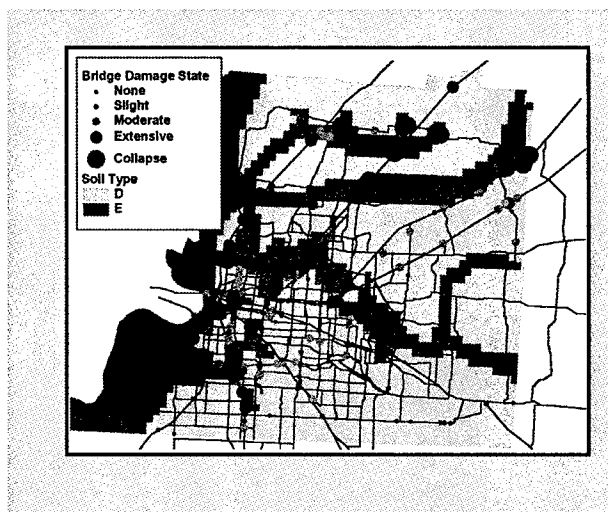 Bridge Damage State
None
Slight
Moderate
Extensive
Collapse
Soil Type
D
E